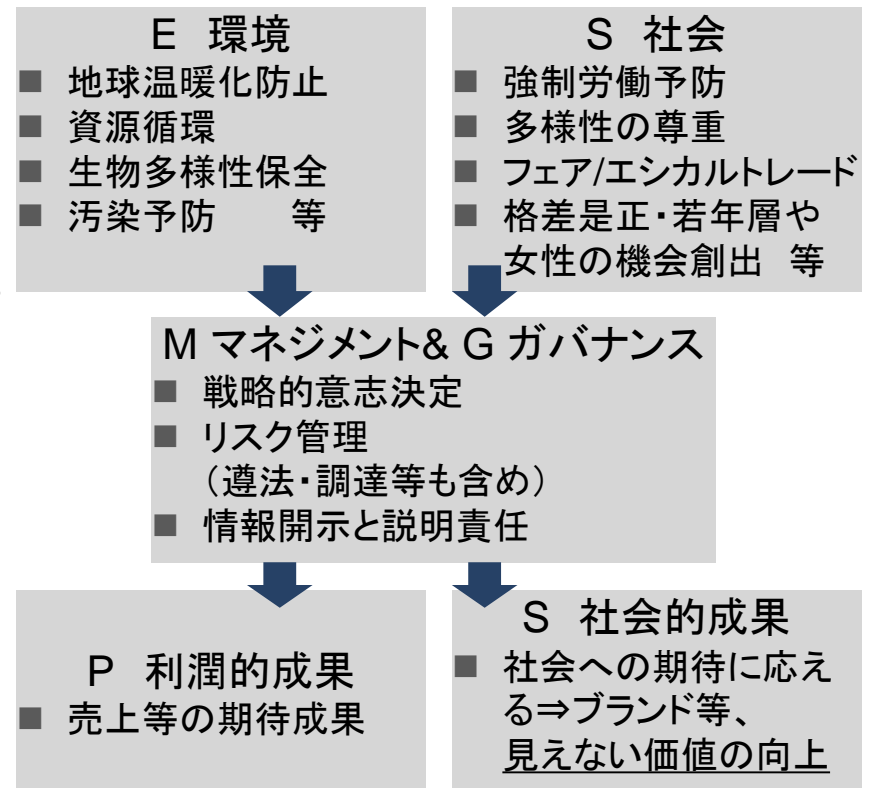 E 環境
■ 地球温暖化防止
■ 資源循環
■ 生物多様性保全
■ 汚染予防　　等
S 社会
■ 強制労働予防
■ 多様性の尊重
■ フェア/エシカルトレード
■ 格差是正・若年層や
女性の機会創出　等
M マネジメント& G ガバナンス
■ 戦略的意志決定
■ リスク管理
（遵法・調達等も含め）
■ 情報開示と説明責任
P 利潤的成果
■ 売上等の期待成果
S 社会的成果
■ 社会への期待に応え
る⇒ブランド等、
見えない価値の向上